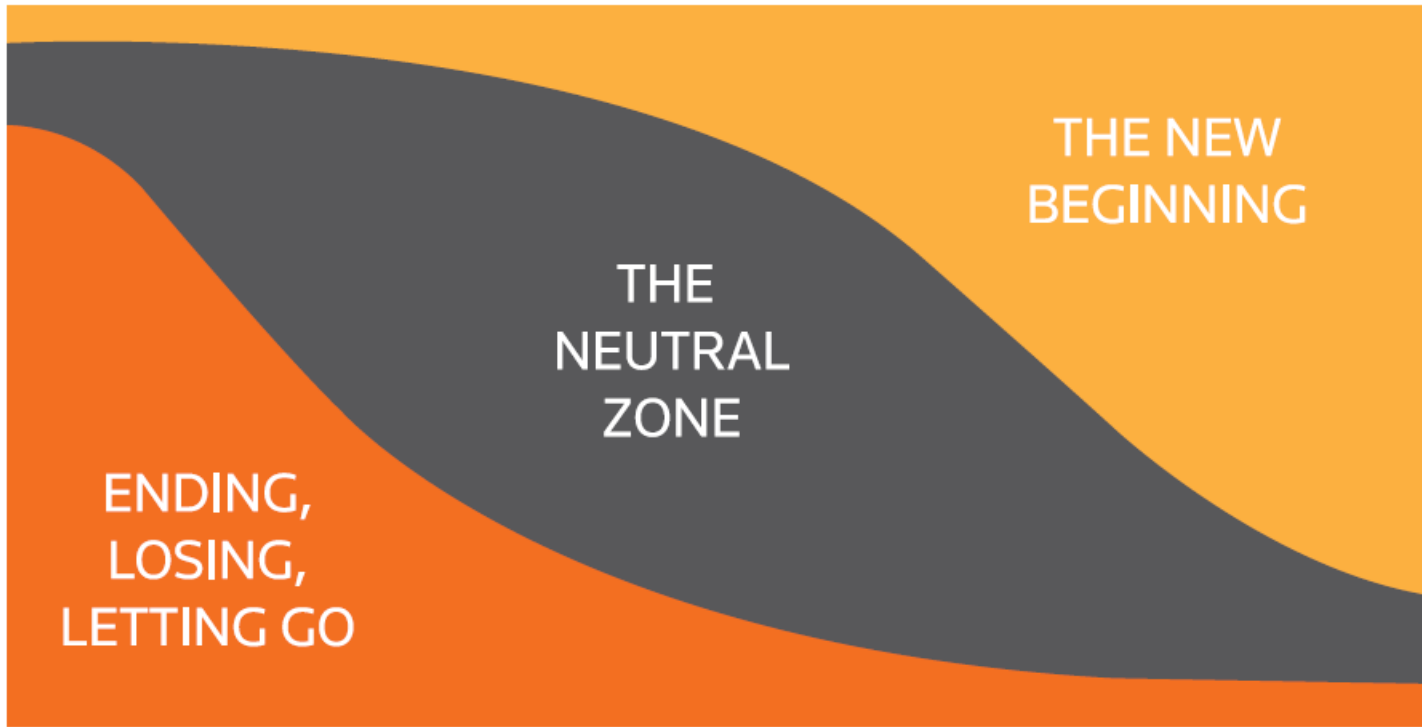 ENDING,
LOSING,
LETTING GO
THE
NEUTRAL
ZONE
THE NEW
BEGINNING